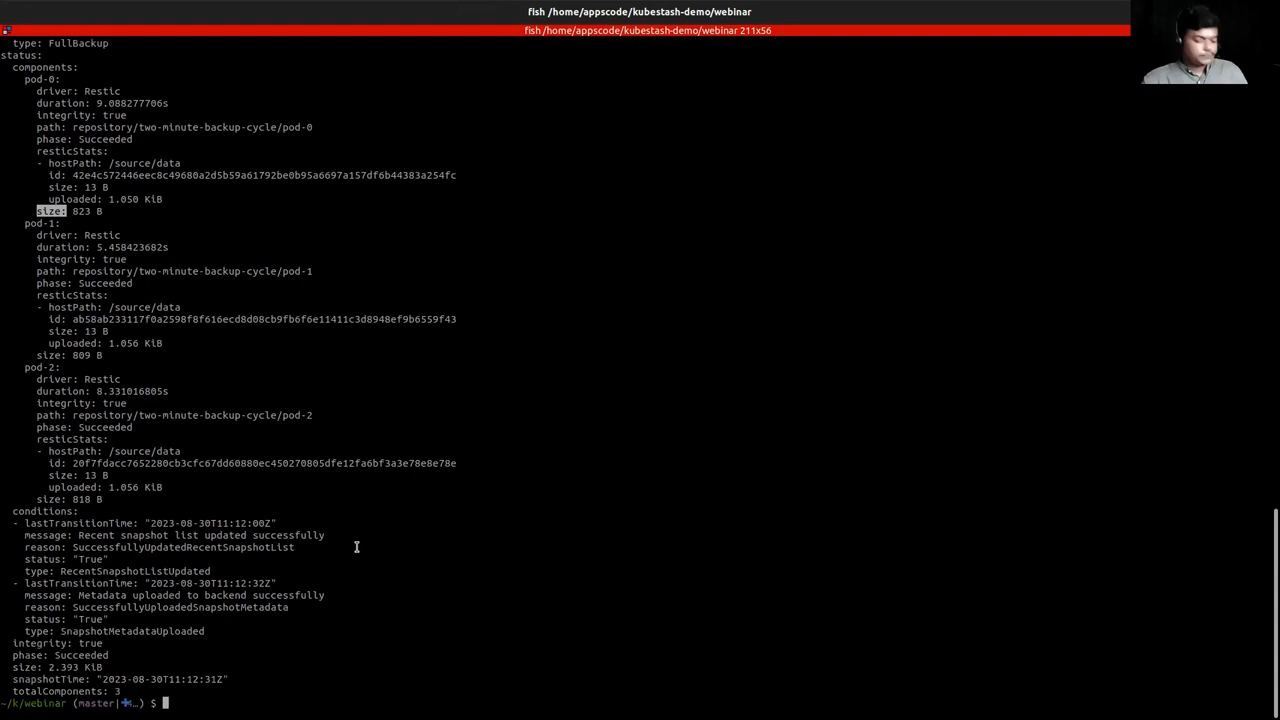 fish /home/appscode/kubestash-demo/webinar
fish /home/appscode/kubestash-demo/webinar 211x56
type: FullBackup
status:
components:
pod-0:
driver: Restic
duration: 9.088277706s
integrity: true
path: repository/two-minute-backup-cycle/pod-0
phase: Succeeded
resticStats:
- hostPath: /source/data
id: 42e4c572446eec8c49680a2d5b59a61792be0b95a6697a157df6b44383a254fc
size: 13 B
uploaded: 1.050 KiB
size: 823 B
pod-1:
driver: Restic
duration: 5.458423682s
integrity: true
path: repository/two-minute-backup-cycle/pod-1
phase: Succeeded
resticStats:
- hostPath: /source/data
id: ab58ab233117f0a2598f8f616ecd8d08cb9fb6f6e11411c3d8948ef9b6559f43
size: 13 B
uploaded: 1.056 KiB
size: 809 B
pod-2:
driver: Restic
duration: 8.331016805s
integrity: true
path: repository/two-minute-backup-cycle/pod-2
phase: Succeeded
resticStats:
- hostPath: /source/data
id: 20f7fdacc7652280cb3cfc67dd60880ec450270805dfe12fa6bf3a3e78e8e78e
size: 13 B
uploaded: 1.056 KiB
size: 818 B
conditions:
- lastTransitionTime: "2023-08-30T11:12:00Z"
message: Recent snapshot list updated successfully
reason: SuccessfullyUpdatedRecentSnapshotList
status: "True"
type: RecentSnapshotListUpdated
- lastTransitionTime: "2023-08-30T11:12:32Z"
message: Metadata uploaded to backend successfully
reason: SuccessfullyUploadedSnapshotMetadata
status: "True"
type: SnapshotMetadataUploaded
integrity: true
phase: Succeeded
size: 2.393 KiB
snapshotTime: "2023-08-30T11:12:31Z"
totalComponents: 3
~/k/webinar (master|✚4…) $